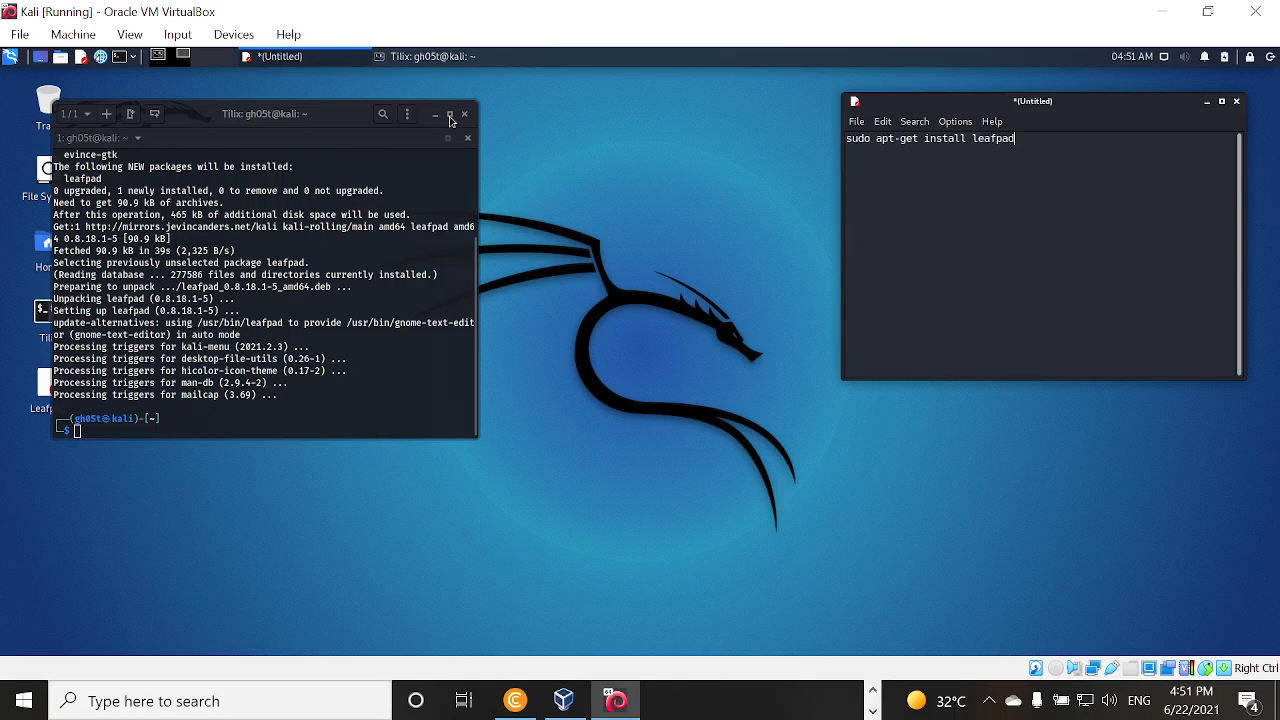 Kali [Running] - Oracle VM VirtualBox
File Machine View Input Devices Help
*(Untitled) Tilix: gh05t@kali: ~ 04:51 AM
Tra
File Sy
Hor
Til
Leaf
1/1 Tilix: gh05t@kali: ~
1: gh05t@kali: ~
evince-gtk
The following NEW packages will be installed:
leafpad
0 upgraded, 1 newly installed, 0 to remove and 0 not upgraded.
Need to get 90.9 kB of archives.
After this operation, 465 kB of additional disk space will be used.
Get:1 http://mirrors.jevincanders.net/kali kali-rolling/main amd64 leafpad amd6
4 0.8.18.1-5 [90.9 kB]
Fetched 90.9 kB in 39s (2,325 B/s)
Selecting previously unselected package leafpad.
(Reading database ... 277586 files and directories currently installed.)
Preparing to unpack .../leafpad_0.8.18.1-5_amd64.deb ...
Unpacking leafpad (0.8.18.1-5) ...
Setting up leafpad (0.8.18.1-5) ...
update-alternatives: using /usr/bin/leafpad to provide /usr/bin/gnome-text-edit
or (gnome-text-editor) in auto mode
Processing triggers for kali-menu (2021.2.3) ...
Processing triggers for desktop-file-utils (0.26-1) ...
Processing triggers for hicolor-icon-theme (0.17-2) ...
Processing triggers for man-db (2.9.4-2) ...
Processing triggers for mailcap (3.69) ...
(gh05t㉿kali)-[~]
$
*(Untitled)
File Edit Search Options Help
sudo apt-get install leafpad
Right Ctrl
Type here to search
32°C ENG 4:51 PM
6/22/2021
4